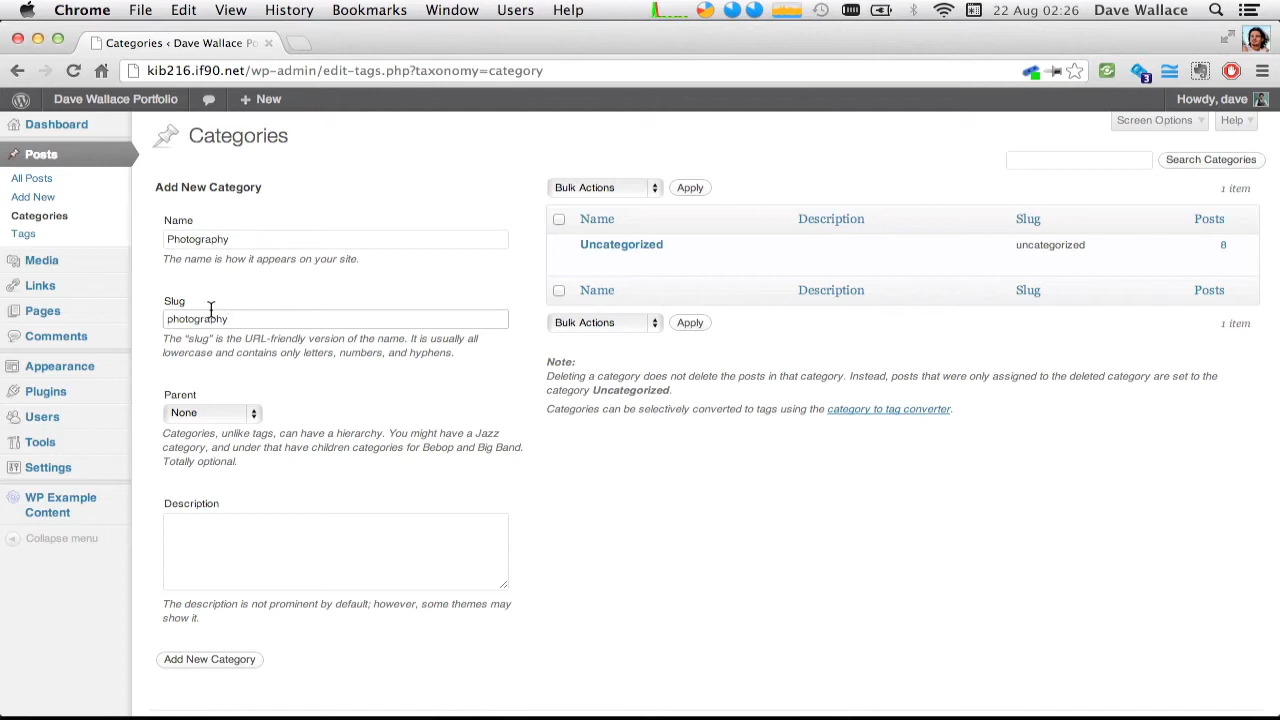 Chrome File Edit View History Bookmarks Window Users Help 22 Aug 02:26 Dave Wallace
Categories ‹ Dave Wallace Po
kib216.if90.net/wp-admin/edit-tags.php?taxonomy=category
3
Dave Wallace Portfolio + New Howdy, dave
Dashboard
Posts
All Posts
Add New
Categories
Tags
Media
Links
Pages
Comments
Appearance
Plugins
Users
Tools
Settings
WP Example
Content
Collapse menu
Screen Options Help
Categories
Search Categories
Add New Category
Name
Photography
The name is how it appears on your site.
Slug
photography
The “slug” is the URL-friendly version of the name. It is usually all
lowercase and contains only letters, numbers, and hyphens.
Parent
None
Categories, unlike tags, can have a hierarchy. You might have a Jazz
category, and under that have children categories for Bebop and Big Band.
Totally optional.
Description
The description is not prominent by default; however, some themes may
show it.
Add New Category
Bulk Actions Apply 1 item
Name Description Slug Posts
Uncategorized uncategorized 8
Name Description Slug Posts
Bulk Actions Apply 1 item
Note:
Deleting a category does not delete the posts in that category. Instead, posts that were only assigned to the deleted category are set to the
category Uncategorized.
Categories can be selectively converted to tags using the category to tag converter.